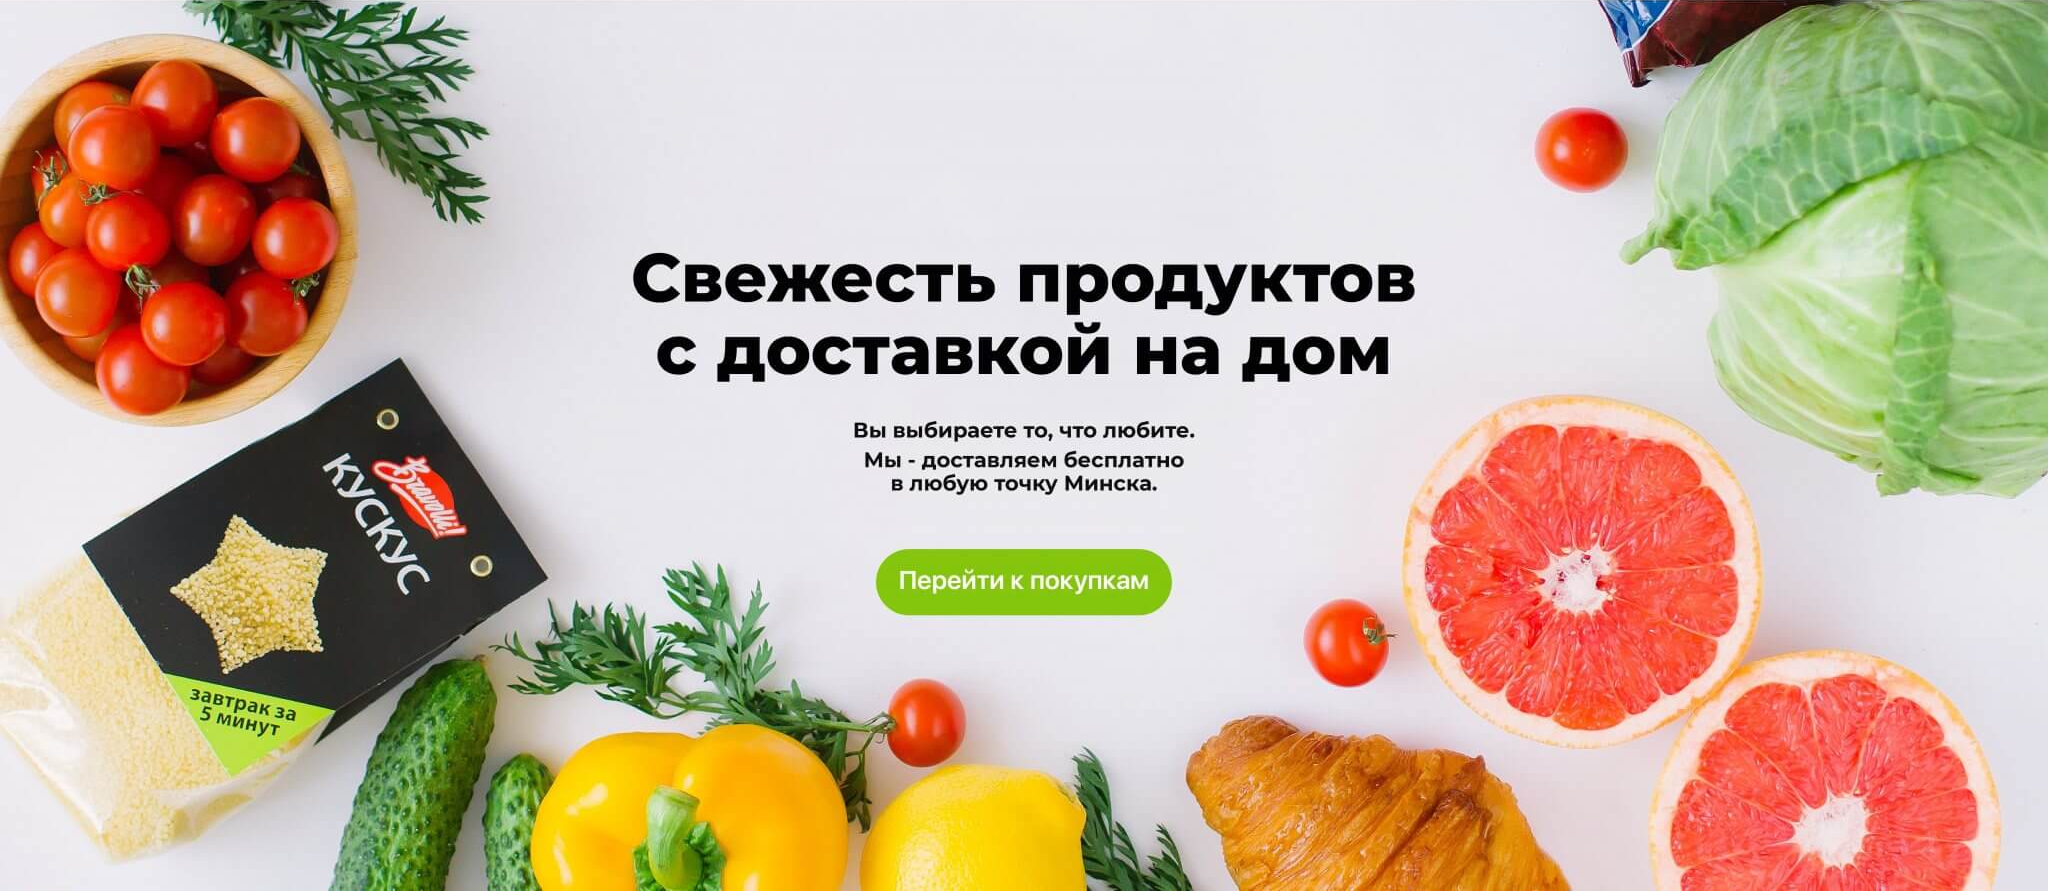 Свежесть продуктов
с доставкой на дом
Вы выбираете то, что любите.
Мы - доставляем бесплатно
в любую точку Минска.
Перейти к покупкам
Bravolli!
КУСКУС
завтрак за
5 минут